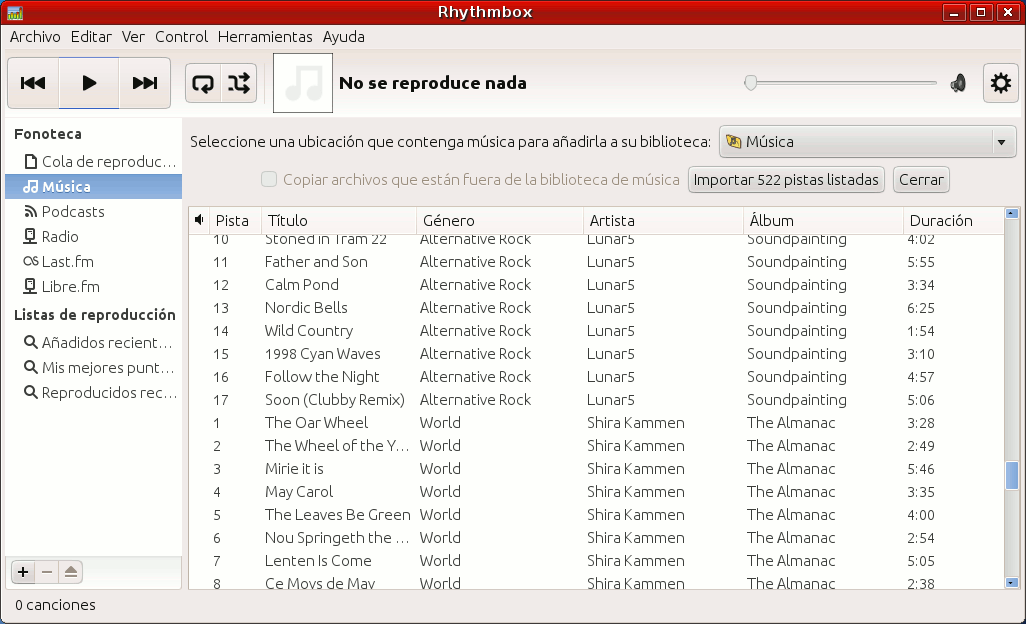 Rhythmbox
Archivo Editar Ver Control Herramientas Ayuda
No se reproduce nada
Fonoteca
Cola de reproduc...
Música
Podcasts
Radio
Last.fm
Libre.fm
Listas de reproducción
Añadidos recient...
Mis mejores punt...
Reproducidos rec...
0 canciones
Seleccione una ubicación que contenga música para añadirla a su biblioteca: Música
Copiar archivos que están fuera de la biblioteca de música Importar 522 pistas listadas Cerrar
Pista Título Género Artista Álbum Duración
10 Stoned in Tram 22 Alternative Rock Lunar5 Soundpainting 4:02
11 Father and Son Alternative Rock Lunar5 Soundpainting 5:55
12 Calm Pond Alternative Rock Lunar5 Soundpainting 3:34
13 Nordic Bells Alternative Rock Lunar5 Soundpainting 6:25
14 Wild Country Alternative Rock Lunar5 Soundpainting 1:54
15 1998 Cyan Waves Alternative Rock Lunar5 Soundpainting 3:10
16 Follow the Night Alternative Rock Lunar5 Soundpainting 4:57
17 Soon (Clubby Remix) Alternative Rock Lunar5 Soundpainting 5:06
1 The Oar Wheel World Shira Kammen The Almanac 3:28
2 The Wheel of the Y... World Shira Kammen The Almanac 2:49
3 Mirie it is World Shira Kammen The Almanac 5:46
4 May Carol World Shira Kammen The Almanac 3:35
5 The Leaves Be Green World Shira Kammen The Almanac 4:00
6 Nou Springeth the ... World Shira Kammen The Almanac 2:54
7 Lenten Is Come World Shira Kammen The Almanac 5:05
8 Ce Moys de May World Shira Kammen The Almanac 2:38